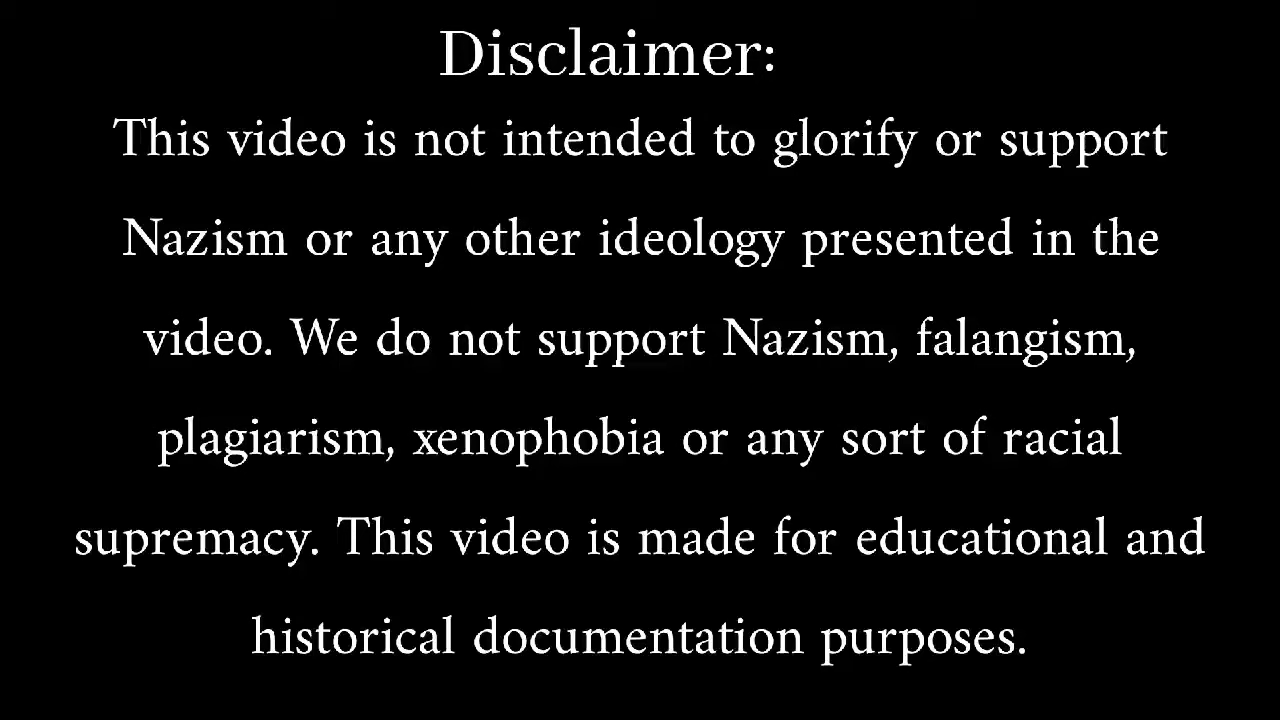 Disclaimer:
This video is not intended to glorify or support
Nazism or any other ideology presented in the
video. We do not support Nazism, falangism,
plagiarism, xenophobia or any sort of racial
supremacy. This video is made for educational and
historical documentation purposes.